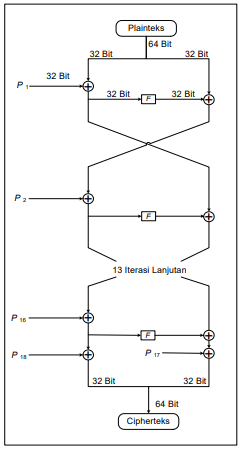 Plainteks
64 Bit
32 Bit 32 Bit
32 Bit
P 1
32 Bit F 32 Bit
P 2
F
13 Iterasi Lanjutan
P 16
F
P 18 P 17
32 Bit 32 Bit
64 Bit
Cipherteks